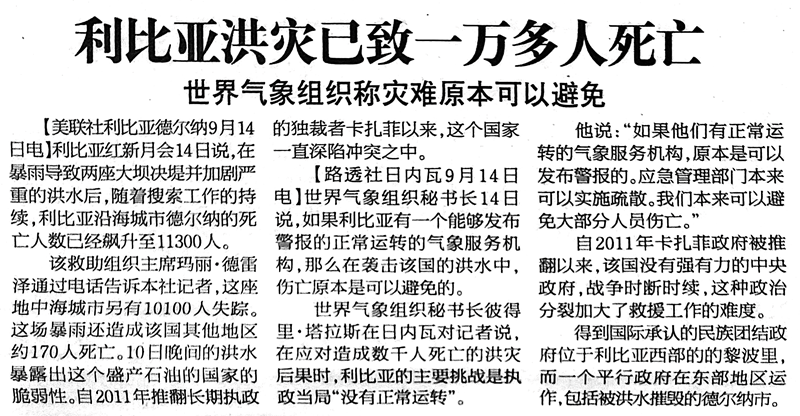 利比亚洪灾已致一万多人死亡
世界气象组织称灾难原本可以避免
【美联社利比亚德尔纳9月14
日电】利比亚红新月会14日说，在
暴雨导致两座大坝决堤并加剧严
重的洪水后，随着搜索工作的持
续，利比亚沿海城市德尔纳的死
亡人数已经飙升至11300人。
该救助组织主席玛丽·德雷
泽通过电话告诉本社记者，这座
地中海城市另有10100人失踪。
这场暴雨还造成该国其他地区
约170人死亡。10日晚间的洪水
暴露出这个盛产石油的国家的
脆弱性。自2011年推翻长期执政
的独裁者卡扎菲以来，这个国家
一直深陷冲突之中。
【路透社日内瓦9月14日
电】世界气象组织秘书长14日
说，如果利比亚有一个能够发布
警报的正常运转的气象服务机
构，那么在袭击该国的洪水中，
伤亡原本是可以避免的。
世界气象组织秘书长彼得
里·塔拉斯在日内瓦对记者说，
在应对造成数千人死亡的洪灾
后果时，利比亚的主要挑战是执
政当局“没有正常运转”。
他说：“如果他们有正常运
转的气象服务机构，原本是可以
发布警报的。应急管理部门本来
可以实施疏散。我们本来可以避
免大部分人员伤亡。”
自2011年卡扎菲政府被推
翻以来，该国没有强有力的中央
政府，战争时断时续，这种政治
分裂加大了救援工作的难度。
得到国际承认的民族团结政
府位于利比亚西部的的黎波里，
而一个平行政府在东部地区运
作，包括被洪水摧毁的德尔纳市。